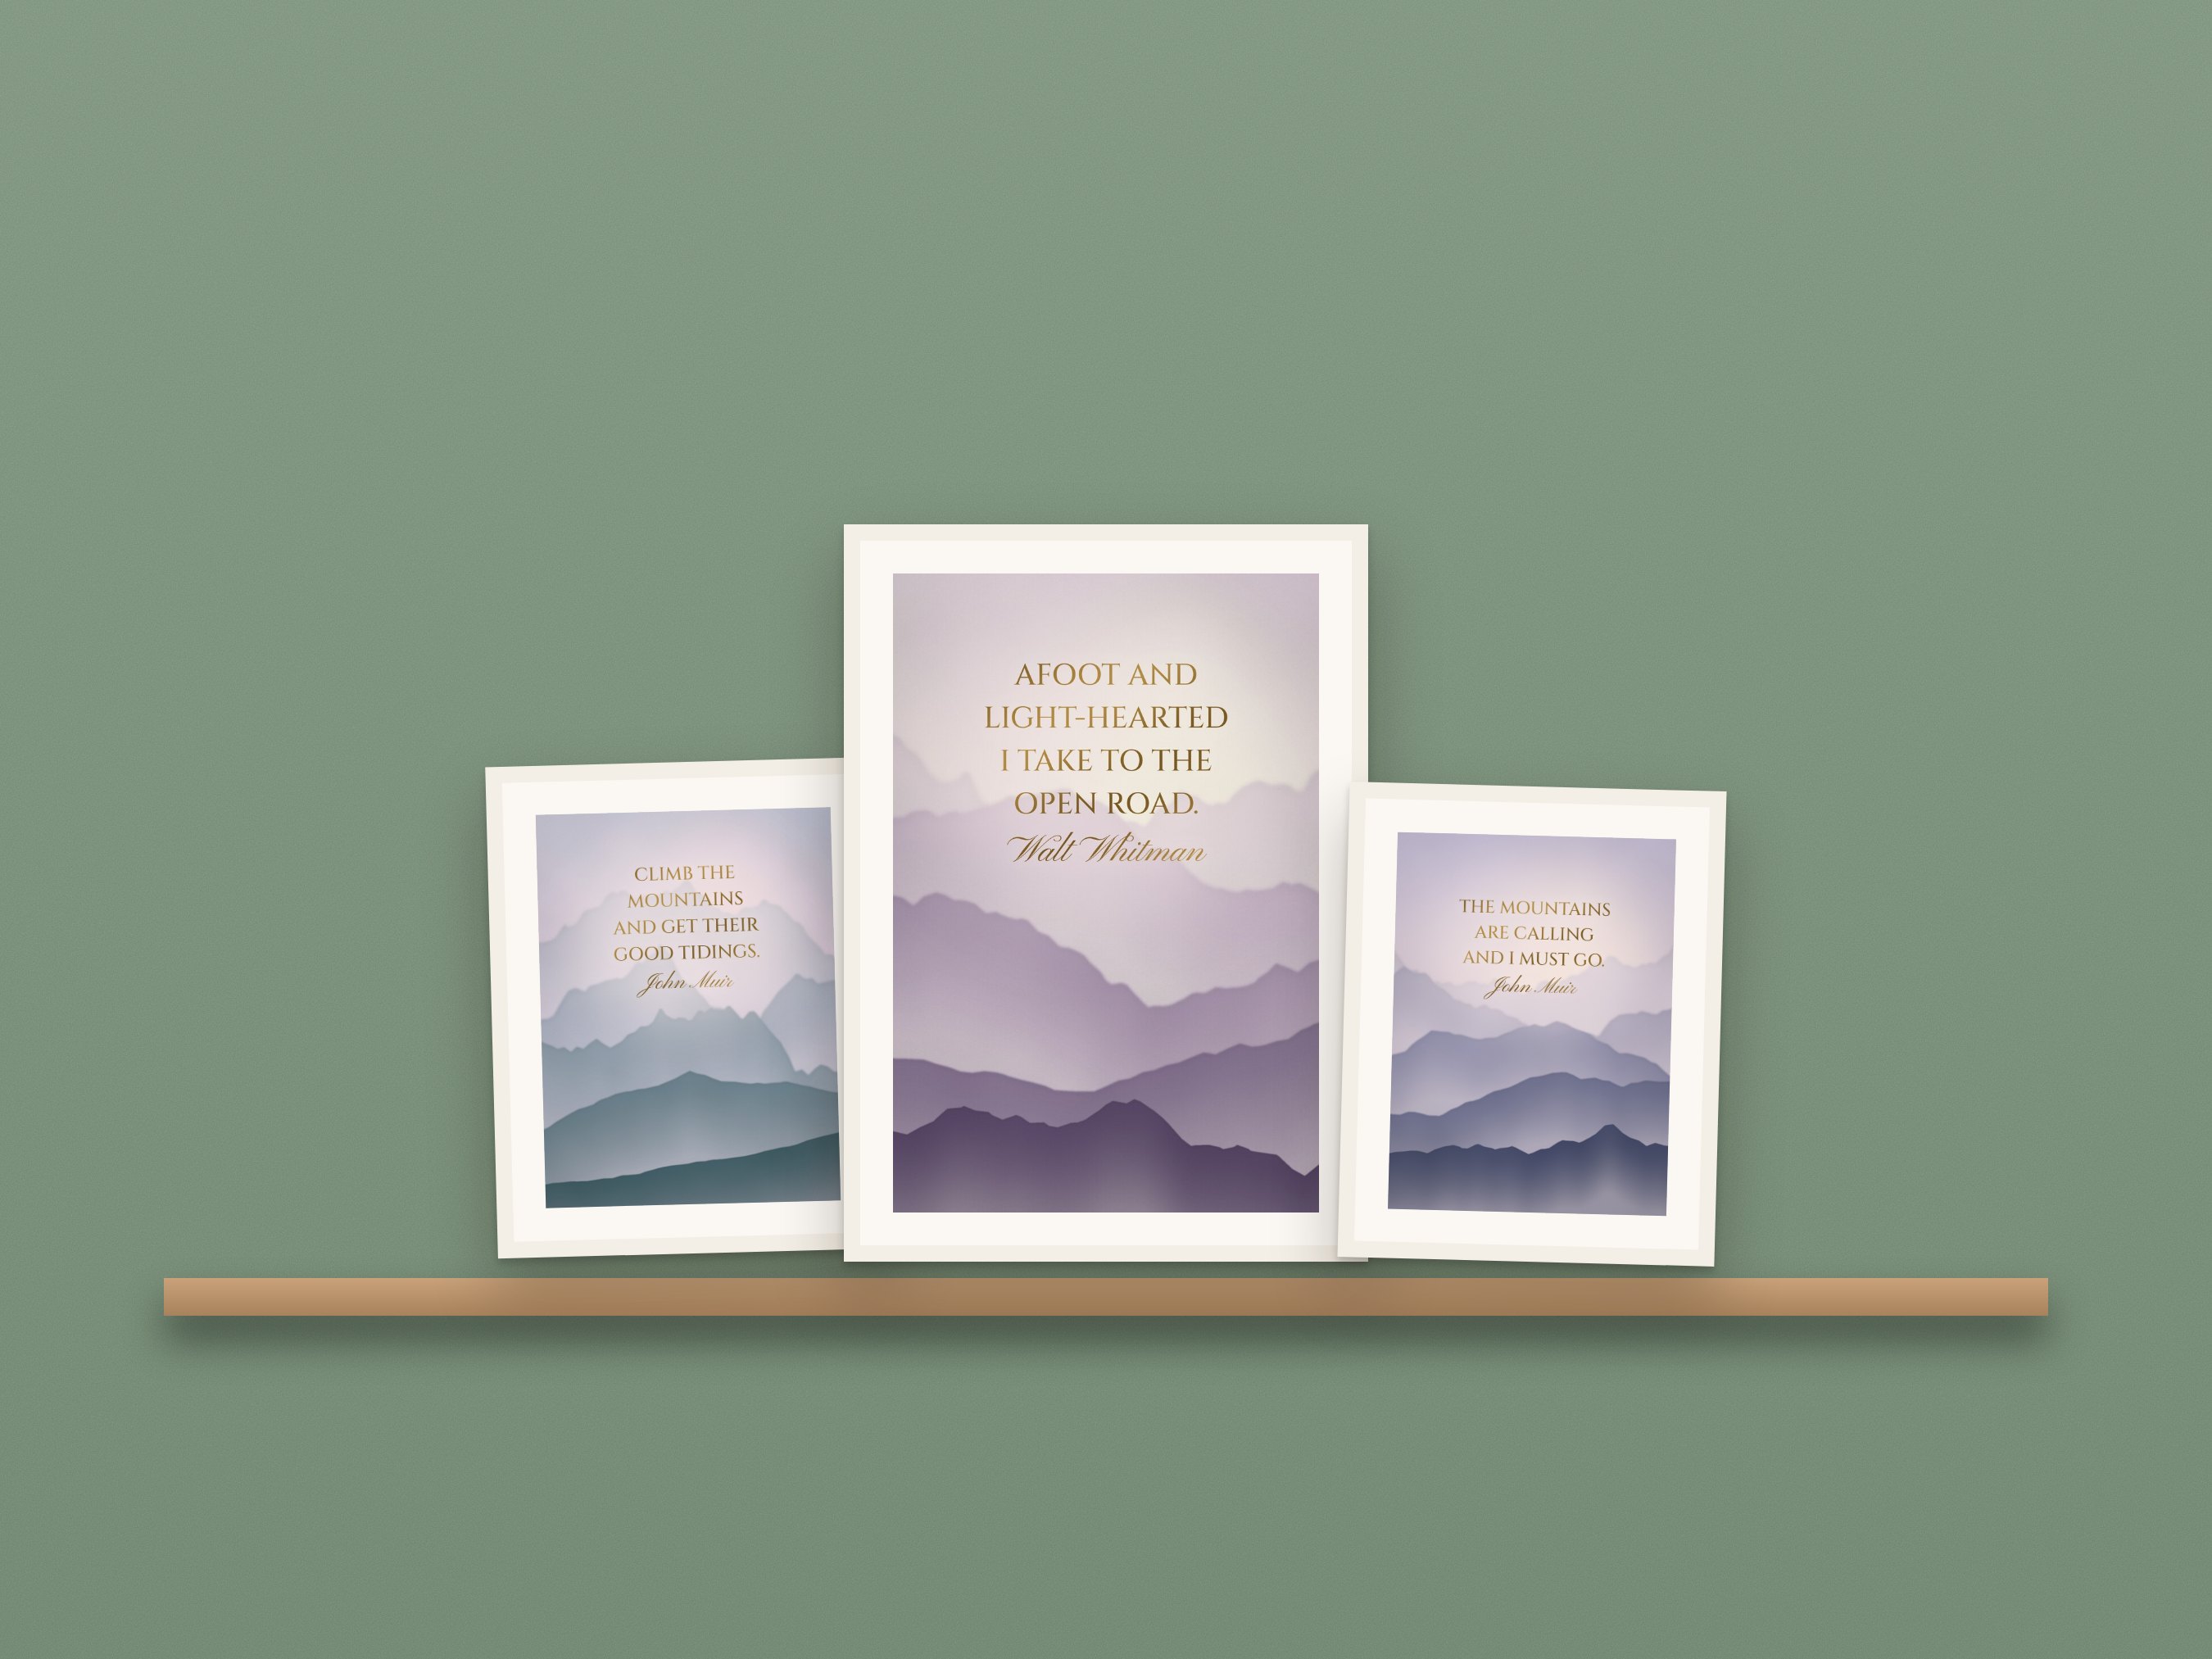 CLIMB THE
MOUNTAINS
AND GET THEIR
GOOD TIDINGS.
John Muir
AFOOT AND
LIGHT-HEARTED
I TAKE TO THE
OPEN ROAD.
Walt Whitman
THE MOUNTAINS
ARE CALLING
AND I MUST GO.
John Muir